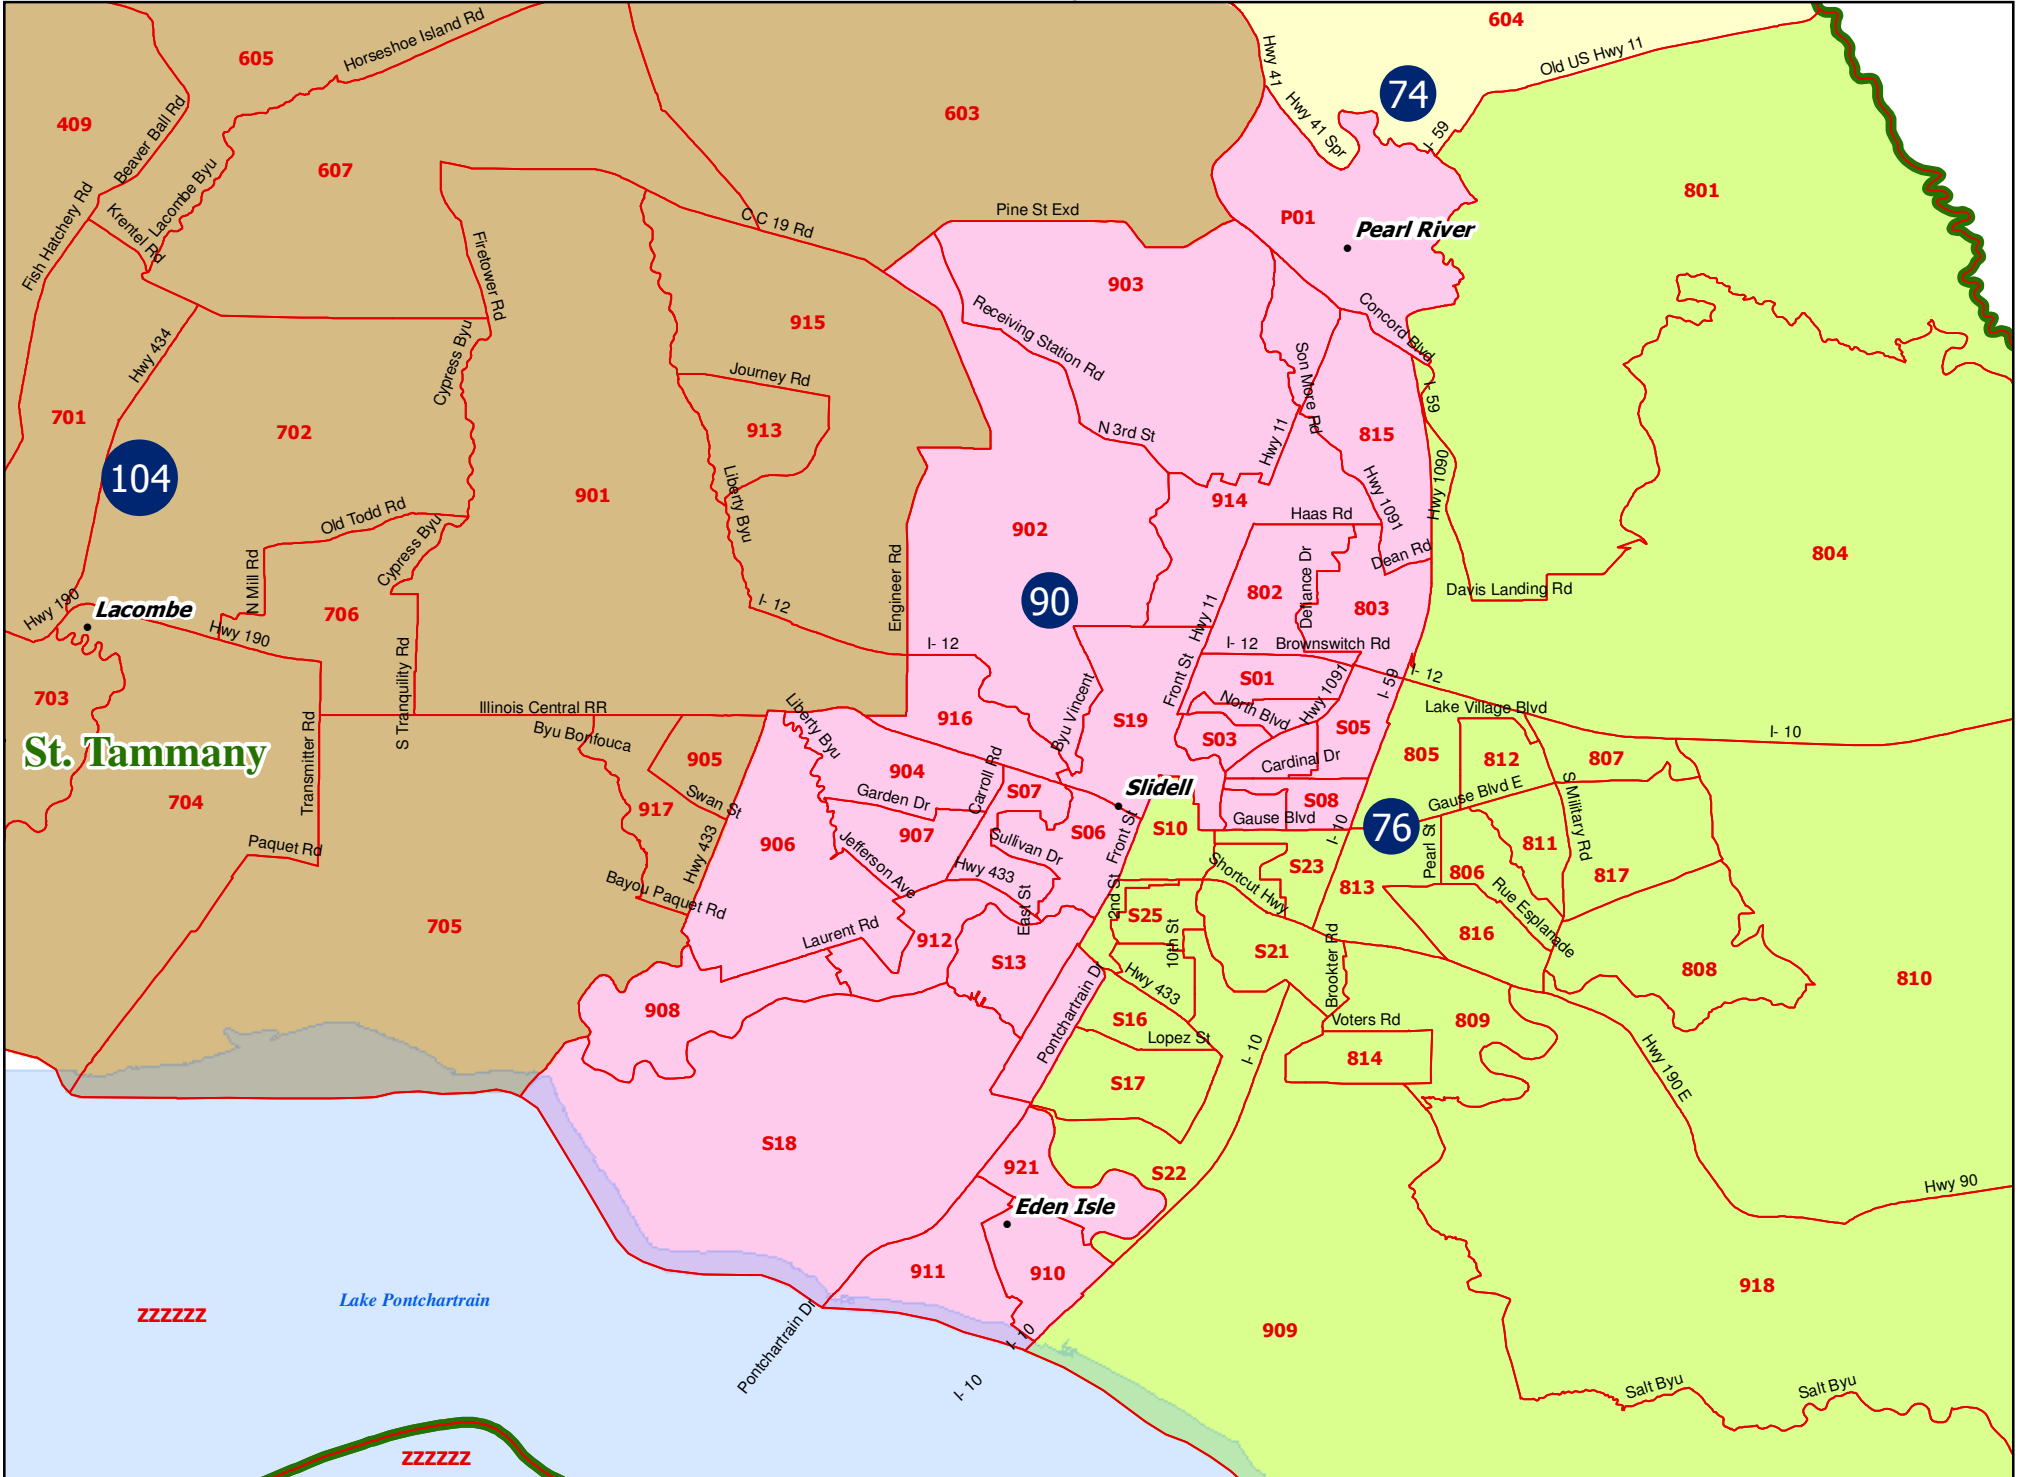 604
605
Horseshoe Island Rd
Hwy 41
Old US Hwy 11
74
409
Beaver Ball Rd
603
Hwy 41 Spr
I- 59
607
Lacombe Byu
801
Fish Hatchery Rd
Krentel Rd
C C 19 Rd
Pine St Exd
P01
Pearl River
Firetower Rd
903
915
Receiving Station Rd
Concord Blvd
Hwy 434
Cypress Byu
Journey Rd
Son More Rd
I- 59
701
702
913
N 3rd St
Hwy 11
815
104
901
Liberty Byu
914
Hwy 1091
Hwy 1090
Old Todd Rd
902
Haas Rd
Cypress Byu
Dean Rd
804
N Mill Rd
Engineer Rd
802
Defiance Dr
Davis Landing Rd
Hwy 190
Lacombe
706
I- 12
90
803
Hwy 11
Hwy 190
I- 12
I- 12
Brownswitch Rd
703
S Tranquility Rd
Front St
S01
Hwy 1091
I- 59
I- 12
Illinois Central RR
Liberty Byu
916
Byu Vincent
S19
North Blvd
S05
Lake Village Blvd
I- 10
St. Tammany
Transmitter Rd
Byu Bonfouca
905
S03
Cardinal Dr
805
812
807
904
Carroll Rd
S07
Slidell
704
917
Swan St
Garden Dr
S08
Gause Blvd E
S Military Rd
907
S06
Front St
S10
Gause Blvd
76
Paquet Rd
Hwy 433
906
Jefferson Ave
Sullivan Dr
Hwy 433
Shortcut Hwy
S23
I- 10
Pearl St
811
Bayou Paquet Rd
813
806
817
705
Laurent Rd
912
East St
2nd St
S25
10th St
Rue Esplanade
816
S13
S21
Brookter Rd
808
810
908
Pontchartrain Dr
Hwy 433
S16
Voters Rd
809
Lopez St
I- 10
814
S17
Hwy 190 E
S18
921
S22
Hwy 90
Eden Isle
911
910
918
Lake Pontchartrain
ZZZZZZ
909
I- 10
Pontchartrain Dr
I- 10
Salt Byu
Salt Byu
ZZZZZZ